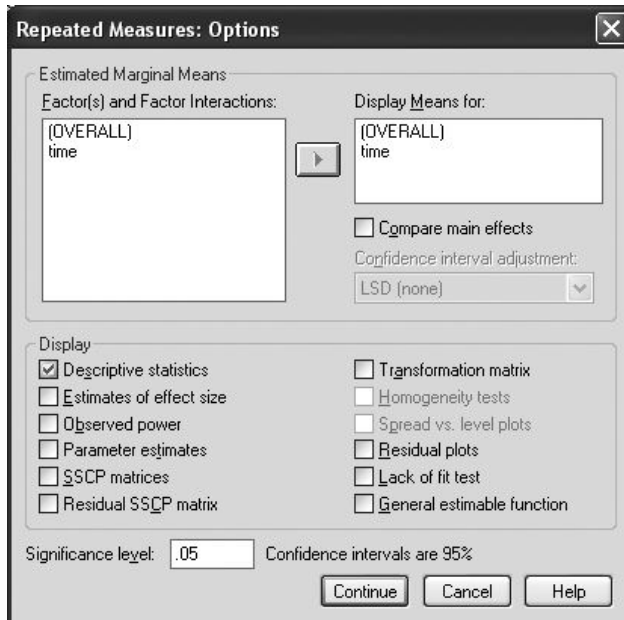 Repeated Measures: Options
Estimated Marginal Means
Factor(s) and Factor Interactions:
(OVERALL)
time
Display Means for:
(OVERALL)
time
Compare main effects
Confidence interval adjustment:
LSD (none)
Display
Descriptive statistics
Estimates of effect size
Observed power
Parameter estimates
SSCP matrices
Residual SSCP matrix
Transformation matrix
Homogeneity tests
Spread vs. level plots
Residual plots
Lack of fit test
General estimable function
Significance level: .05 Confidence intervals are 95%
Continue Cancel Help